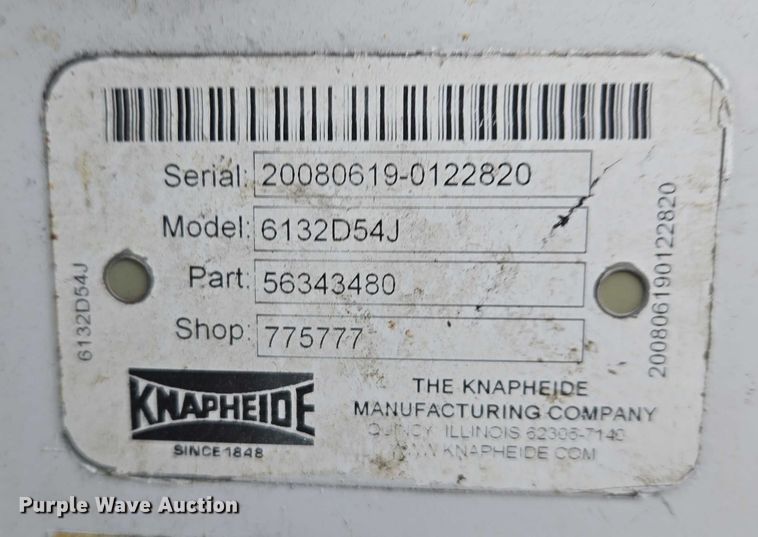 Serial: 20080619-0122820
Model: 6132D54J
Part: 56343480
Shop: 775777
6132D54J
200806190122820
KNAPHEIDE
SINCE 1848
THE KNAPHEIDE
MANUFACTURING COMPANY
QUINCY, ILLINOIS 62305-7140
WWW.KNAPHEIDE.COM
Purple Wave Auction